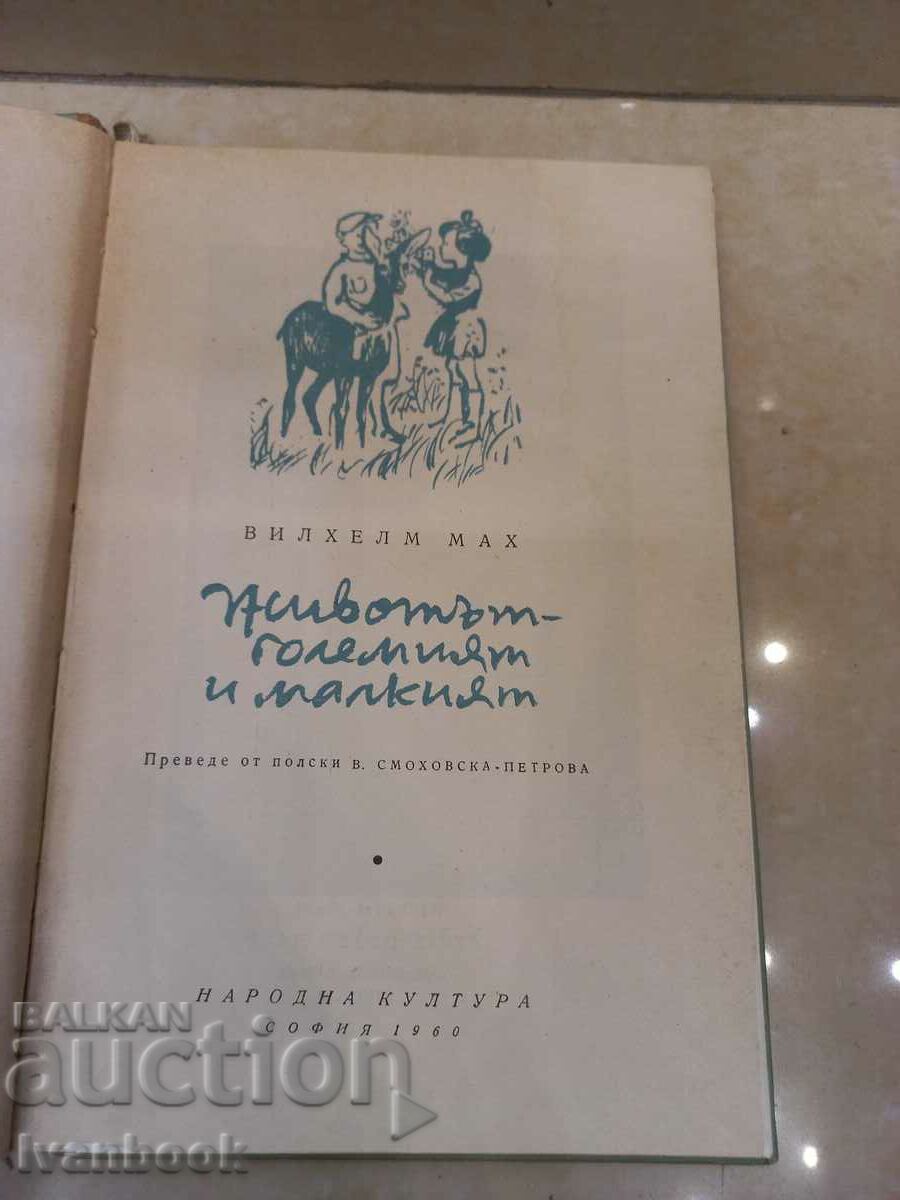 ВИЛХЕЛМ МАХ
Животът-
големият
и малкият
Преведе от полски В. СМОХОВСКА-ПЕТРОВА
НАРОДНА КУЛТУРА
СОФИЯ 1960
BALKAN
auction
Ivanbook